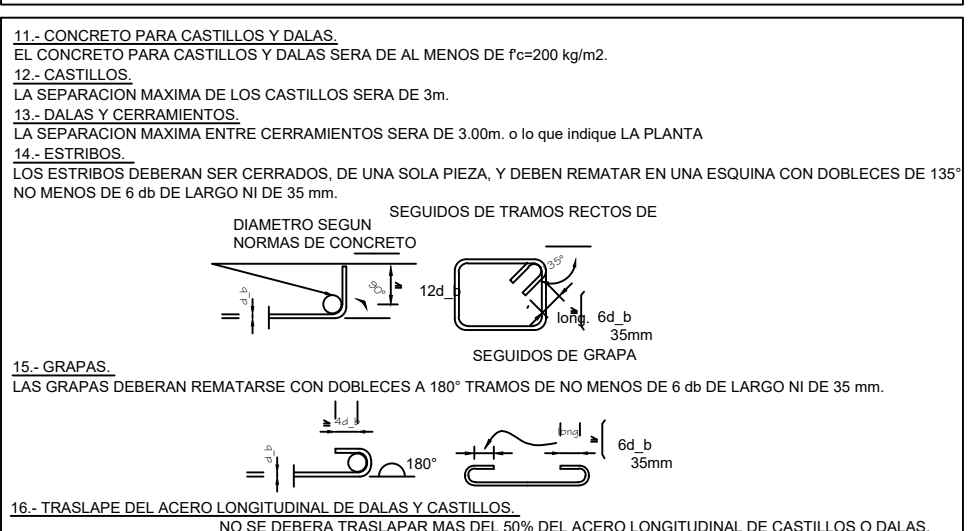 11.- CONCRETO PARA CASTILLOS Y DALAS.
EL CONCRETO PARA CASTILLOS Y DALAS SERA DE AL MENOS DE f'c=200 kg/m2.
12.- CASTILLOS.
LA SEPARACION MAXIMA DE LOS CASTILLOS SERA DE 3m.
13.- DALAS Y CERRAMIENTOS.
LA SEPARACION MAXIMA ENTRE CERRAMIENTOS SERA DE 3.00m. o lo que indique LA PLANTA
14.- ESTRIBOS.
LOS ESTRIBOS DEBERAN SER CERRADOS, DE UNA SOLA PIEZA, Y DEBEN REMATAR EN UNA ESQUINA CON DOBLECES DE 135°
NO MENOS DE 6 db DE LARGO NI DE 35 mm.
SEGUIDOS DE TRAMOS RECTOS DE
DIAMETRO SEGUN
NORMAS DE CONCRETO
90°
≥
12d_b
d_b
=
35°
long.
≥
6d_b
35mm
SEGUIDOS DE GRAPA
15.- GRAPAS.
LAS GRAPAS DEBERAN REMATARSE CON DOBLECES A 180° TRAMOS DE NO MENOS DE 6 db DE LARGO NI DE 35 mm.
≥ 4d_b
d_b
=
180°
long
≥
6d_b
35mm
16.- TRASLAPE DEL ACERO LONGITUDINAL DE DALAS Y CASTILLOS.
NO SE DEBERA TRASLAPAR MAS DEL 50% DEL ACERO LONGITUDINAL DE CASTILLOS O DALAS.